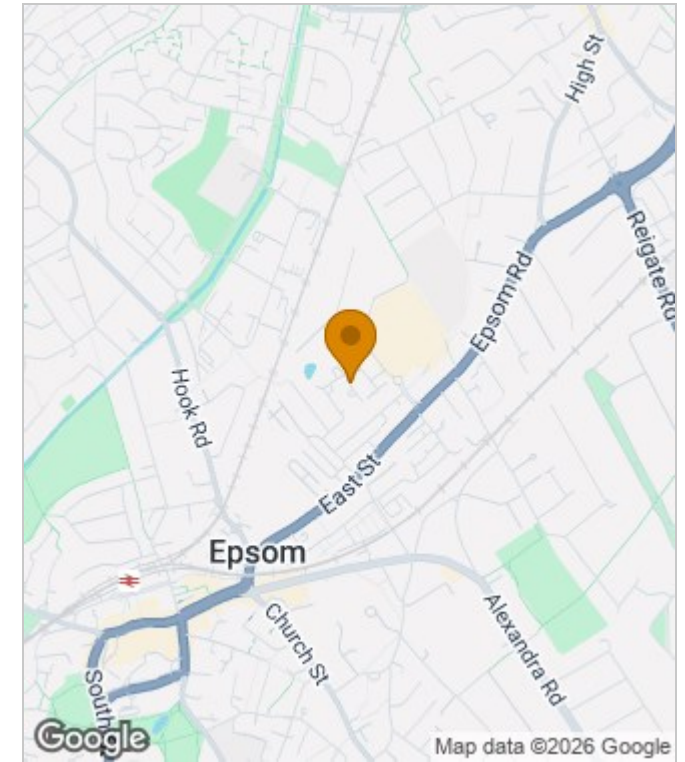 High St
Reigate Rd
Epsom Rd
Hook Rd
East St
Epsom
Church St
Alexandra Rd
South
Google
Map data ©2026 Google